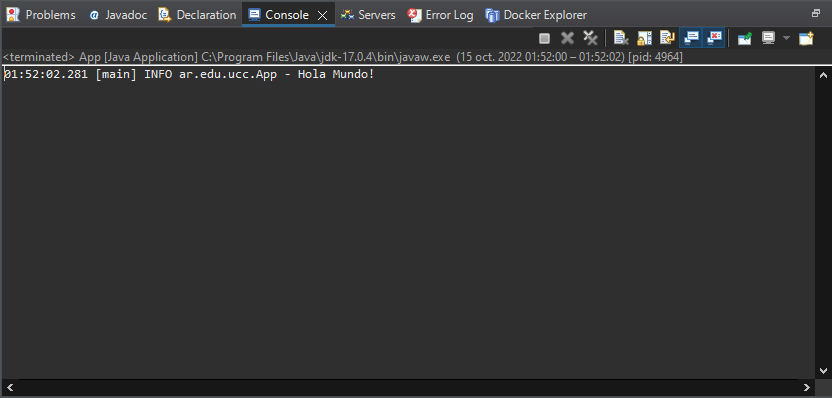 Problems Javadoc Declaration Console Servers Error Log Docker Explorer
<terminated> App [Java Application] C:\Program Files\Java\jdk-17.0.4\bin\javaw.exe (15 oct. 2022 01:52:00 – 01:52:02) [pid: 4964]
01:52:02.281 [main] INFO ar.edu.ucc.App - Hola Mundo!